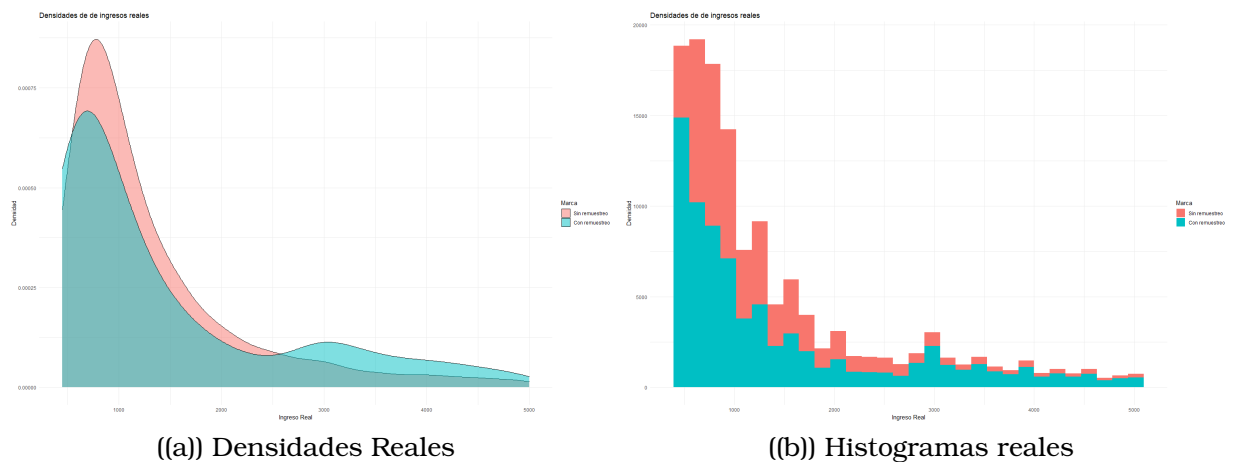 Densidades de de ingresos reales
0.00075
0.00050
0.00025
0.00000
Densidad
1000 2000 3000 4000 5000
Ingreso Real
Marca
Sin remuestreo
Con remuestreo
((a)) Densidades Reales
Densidades de de ingresos reales
20000
15000
10000
5000
0
Densidad
1000 2000 3000 4000 5000
Ingreso Real
Marca
Sin remuestreo
Con remuestreo
((b)) Histogramas reales